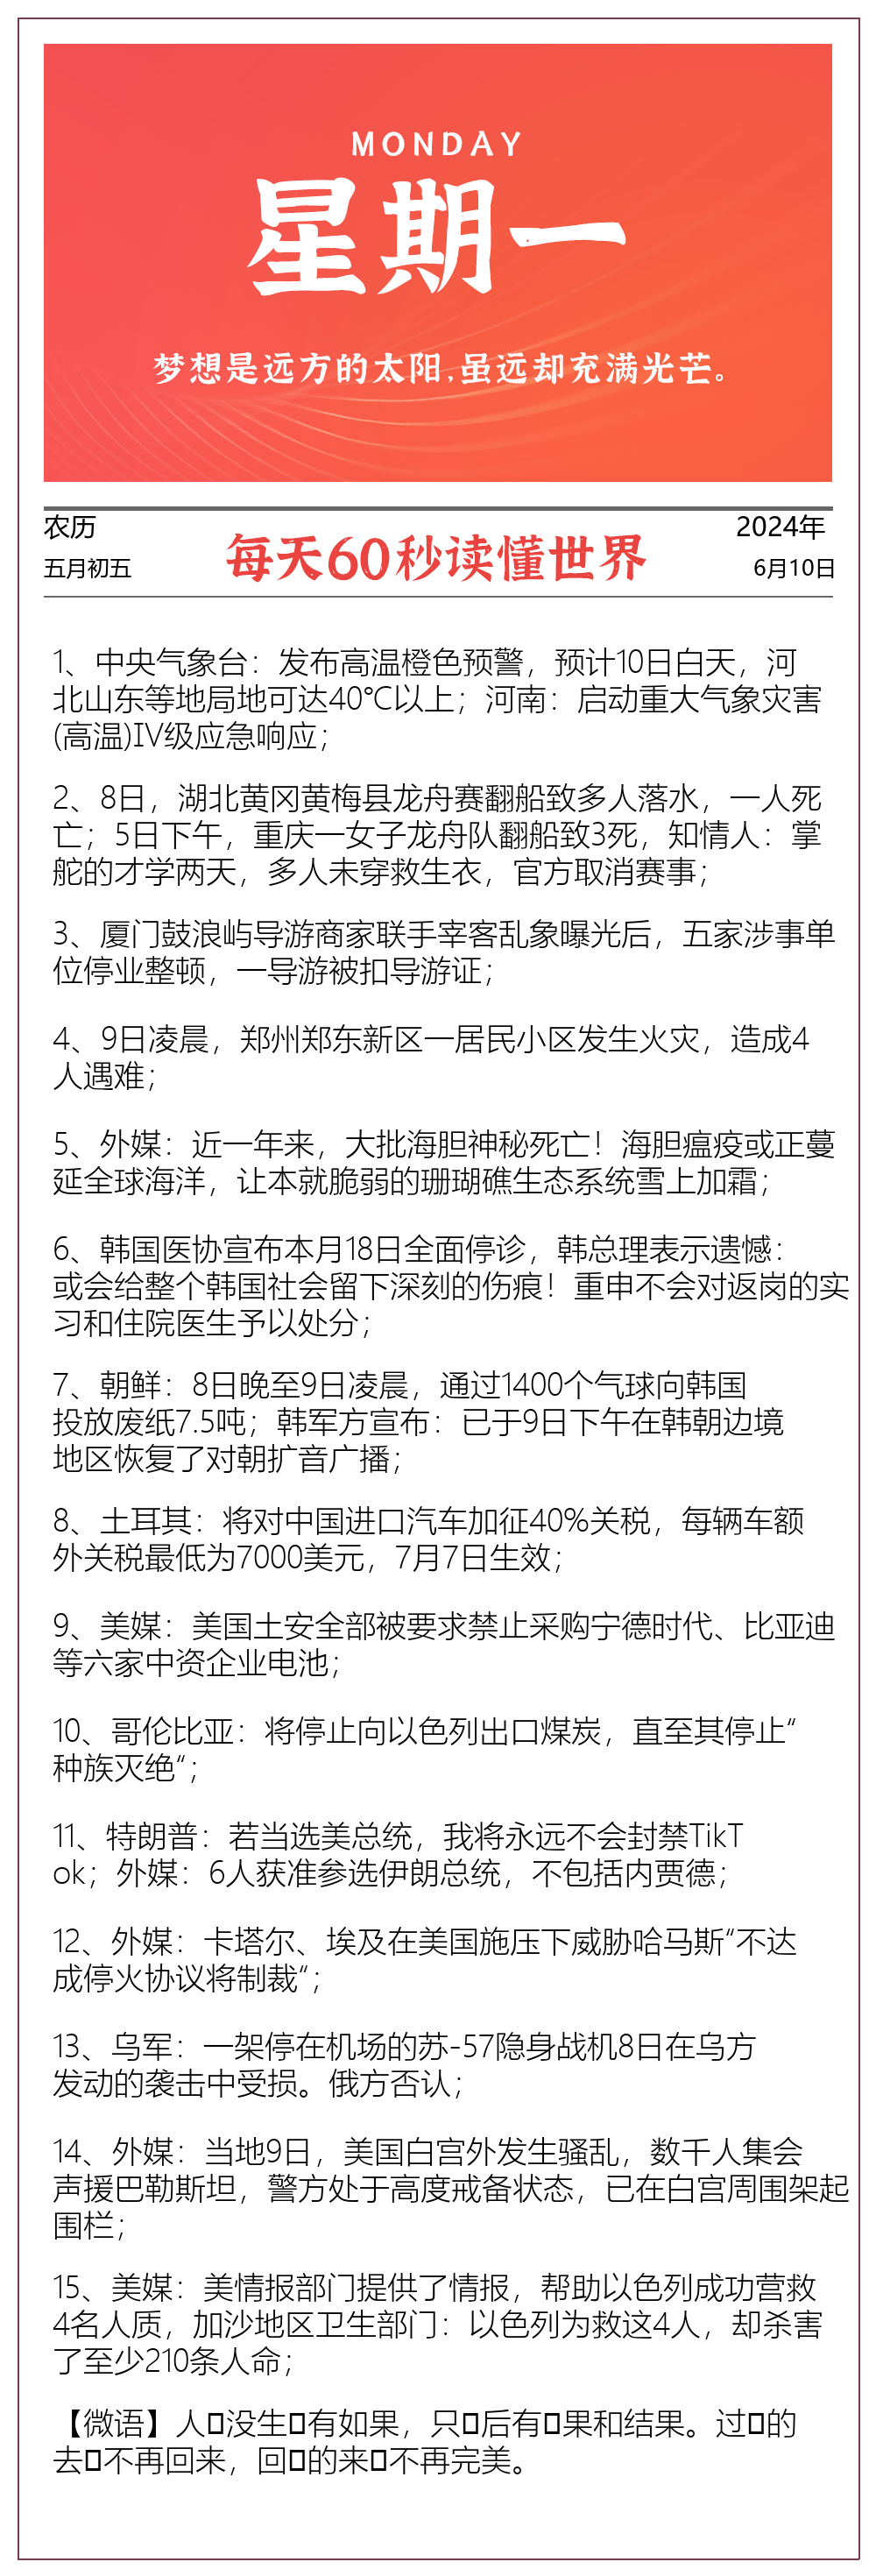 MONDAY
星期一
梦想是远方的太阳,虽远却充满光芒。
农历
五月初五
每天60秒读懂世界
2024年
6月10日
1、中央气象台：发布高温橙色预警，预计10日白天，河
北山东等地局地可达40℃以上；河南：启动重大气象灾害
(高温)Ⅳ级应急响应；
2、8日，湖北黄冈黄梅县龙舟赛翻船致多人落水，一人死
亡；5日下午，重庆一女子龙舟队翻船致3死，知情人：掌
舵的才学两天，多人未穿救生衣，官方取消赛事；
3、厦门鼓浪屿导游商家联手宰客乱象曝光后，五家涉事单
位停业整顿，一导游被扣导游证；
4、9日凌晨，郑州郑东新区一居民小区发生火灾，造成4
人遇难；
5、外媒：近一年来，大批海胆神秘死亡！海胆瘟疫或正蔓
延全球海洋，让本就脆弱的珊瑚礁生态系统雪上加霜；
6、韩国医协宣布本月18日全面停诊，韩总理表示遗憾：
或会给整个韩国社会留下深刻的伤痕！重申不会对返岗的实
习和住院医生予以处分；
7、朝鲜：8日晚至9日凌晨，通过1400个气球向韩国
投放废纸7.5吨；韩军方宣布：已于9日下午在韩朝边境
地区恢复了对朝扩音广播；
8、土耳其：将对中国进口汽车加征40%关税，每辆车额
外关税最低为7000美元，7月7日生效；
9、美媒：美国土安全部被要求禁止采购宁德时代、比亚迪
等六家中资企业电池；
10、哥伦比亚：将停止向以色列出口煤炭，直至其停止“
种族灭绝“；
11、特朗普：若当选美总统，我将永远不会封禁TikT
ok；外媒：6人获准参选伊朗总统，不包括内贾德；
12、外媒：卡塔尔、埃及在美国施压下威胁哈马斯“不达
成停火协议将制裁“；
13、乌军：一架停在机场的苏-57隐身战机8日在乌方
发动的袭击中受损。俄方否认；
14、外媒：当地9日，美国白宫外发生骚乱，数千人集会
声援巴勒斯坦，警方处于高度戒备状态，已在白宫周围架起
围栏；
15、美媒：美情报部门提供了情报，帮助以色列成功营救
4名人质，加沙地区卫生部门：以色列为救这4人，却杀害
了至少210条人命；
【微语】人没生有如果，只后有果和结果。过的
去不再回来，回的来不再完美。